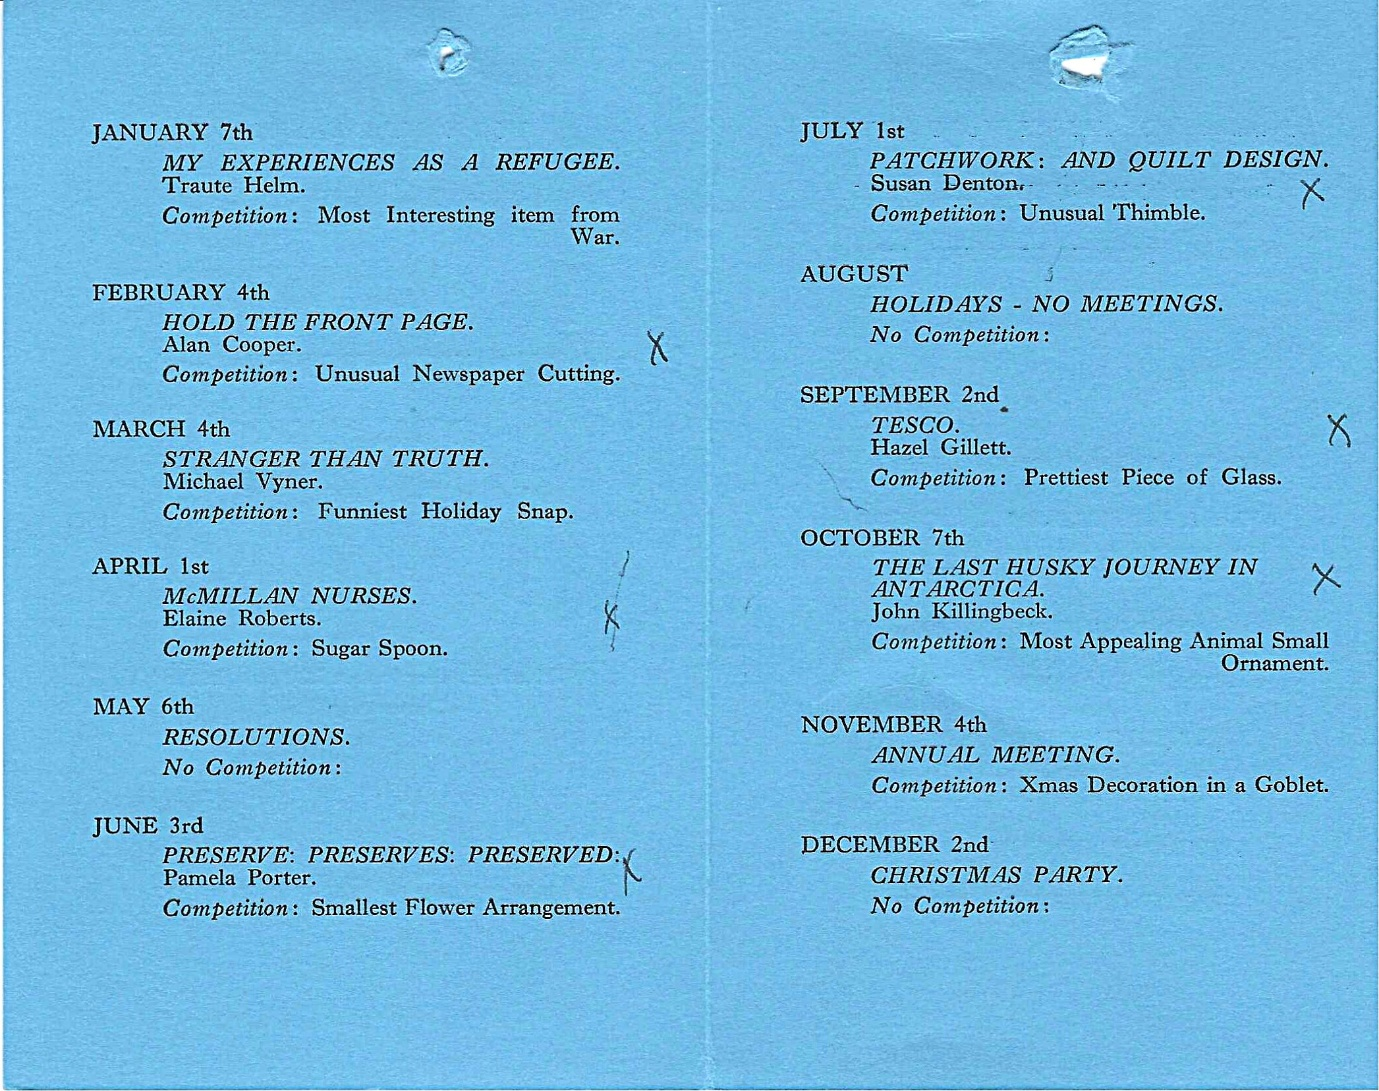 JANUARY 7th
MY EXPERIENCES AS A REFUGEE.
Traute Helm.
Competition: Most Interesting item from
War.
FEBRUARY 4th
HOLD THE FRONT PAGE.
Alan Cooper.
Competition: Unusual Newspaper Cutting.
X
MARCH 4th
STRANGER THAN TRUTH.
Michael Vyner.
Competition: Funniest Holiday Snap.
APRIL 1st
McMILLAN NURSES.
Elaine Roberts.
X
Competition: Sugar Spoon.
MAY 6th
RESOLUTIONS.
No Competition:
JUNE 3rd
PRESERVE: PRESERVES: PRESERVED:
X
Pamela Porter.
Competition: Smallest Flower Arrangement.
JULY 1st
PATCHWORK: AND QUILT DESIGN.
Susan Denton.
X
Competition: Unusual Thimble.
AUGUST
HOLIDAYS - NO MEETINGS.
No Competition:
SEPTEMBER 2nd
TESCO.
X
Hazel Gillett.
Competition: Prettiest Piece of Glass.
OCTOBER 7th
THE LAST HUSKY JOURNEY IN
ANTARCTICA.
X
John Killingbeck.
Competition: Most Appealing Animal Small
Ornament.
NOVEMBER 4th
ANNUAL MEETING.
Competition: Xmas Decoration in a Goblet.
DECEMBER 2nd
CHRISTMAS PARTY.
No Competition: